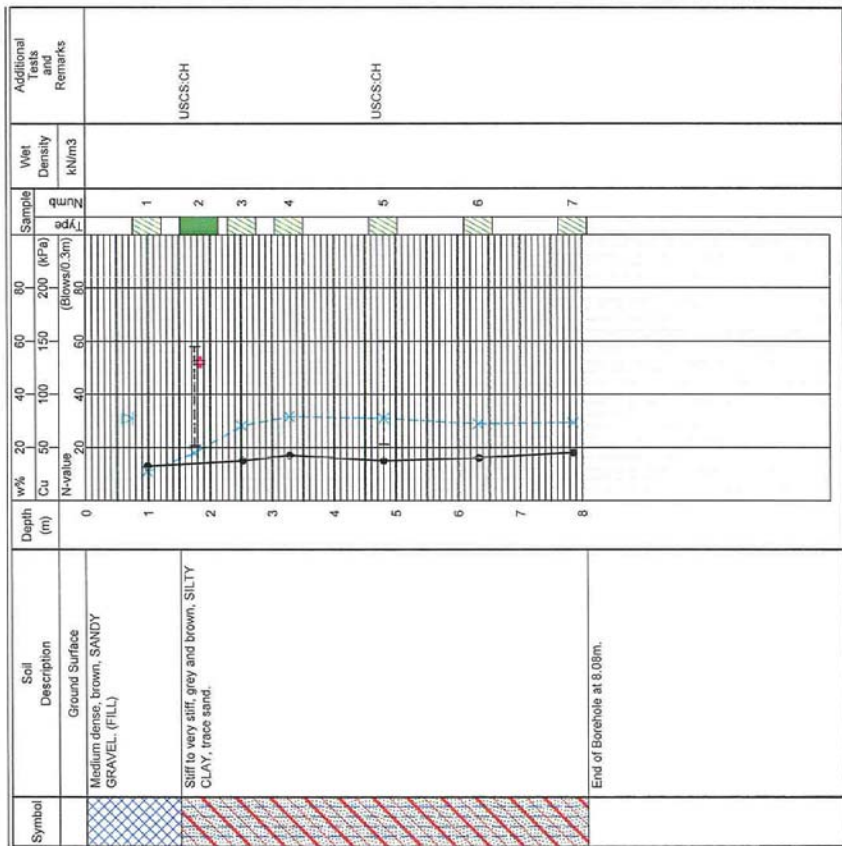 Symbol
Soil
Description
Depth
(m)
w% 20 40 60 80
Cu 50 100 150 200 (kPa)
N-value 20 40 60 80 (Blows/0.3m)
Sample
Type
Numb
Wet
Density
kN/m3
Additional
Tests
and
Remarks
Ground Surface
Medium dense, brown, SANDY
GRAVEL. (FILL)
Stiff to very stiff, grey and brown, SILTY
CLAY, trace sand.
End of Borehole at 8.08m.
0
1
2
3
4
5
6
7
8
1
2
3
4
5
6
7
USCS:CH
USCS:CH